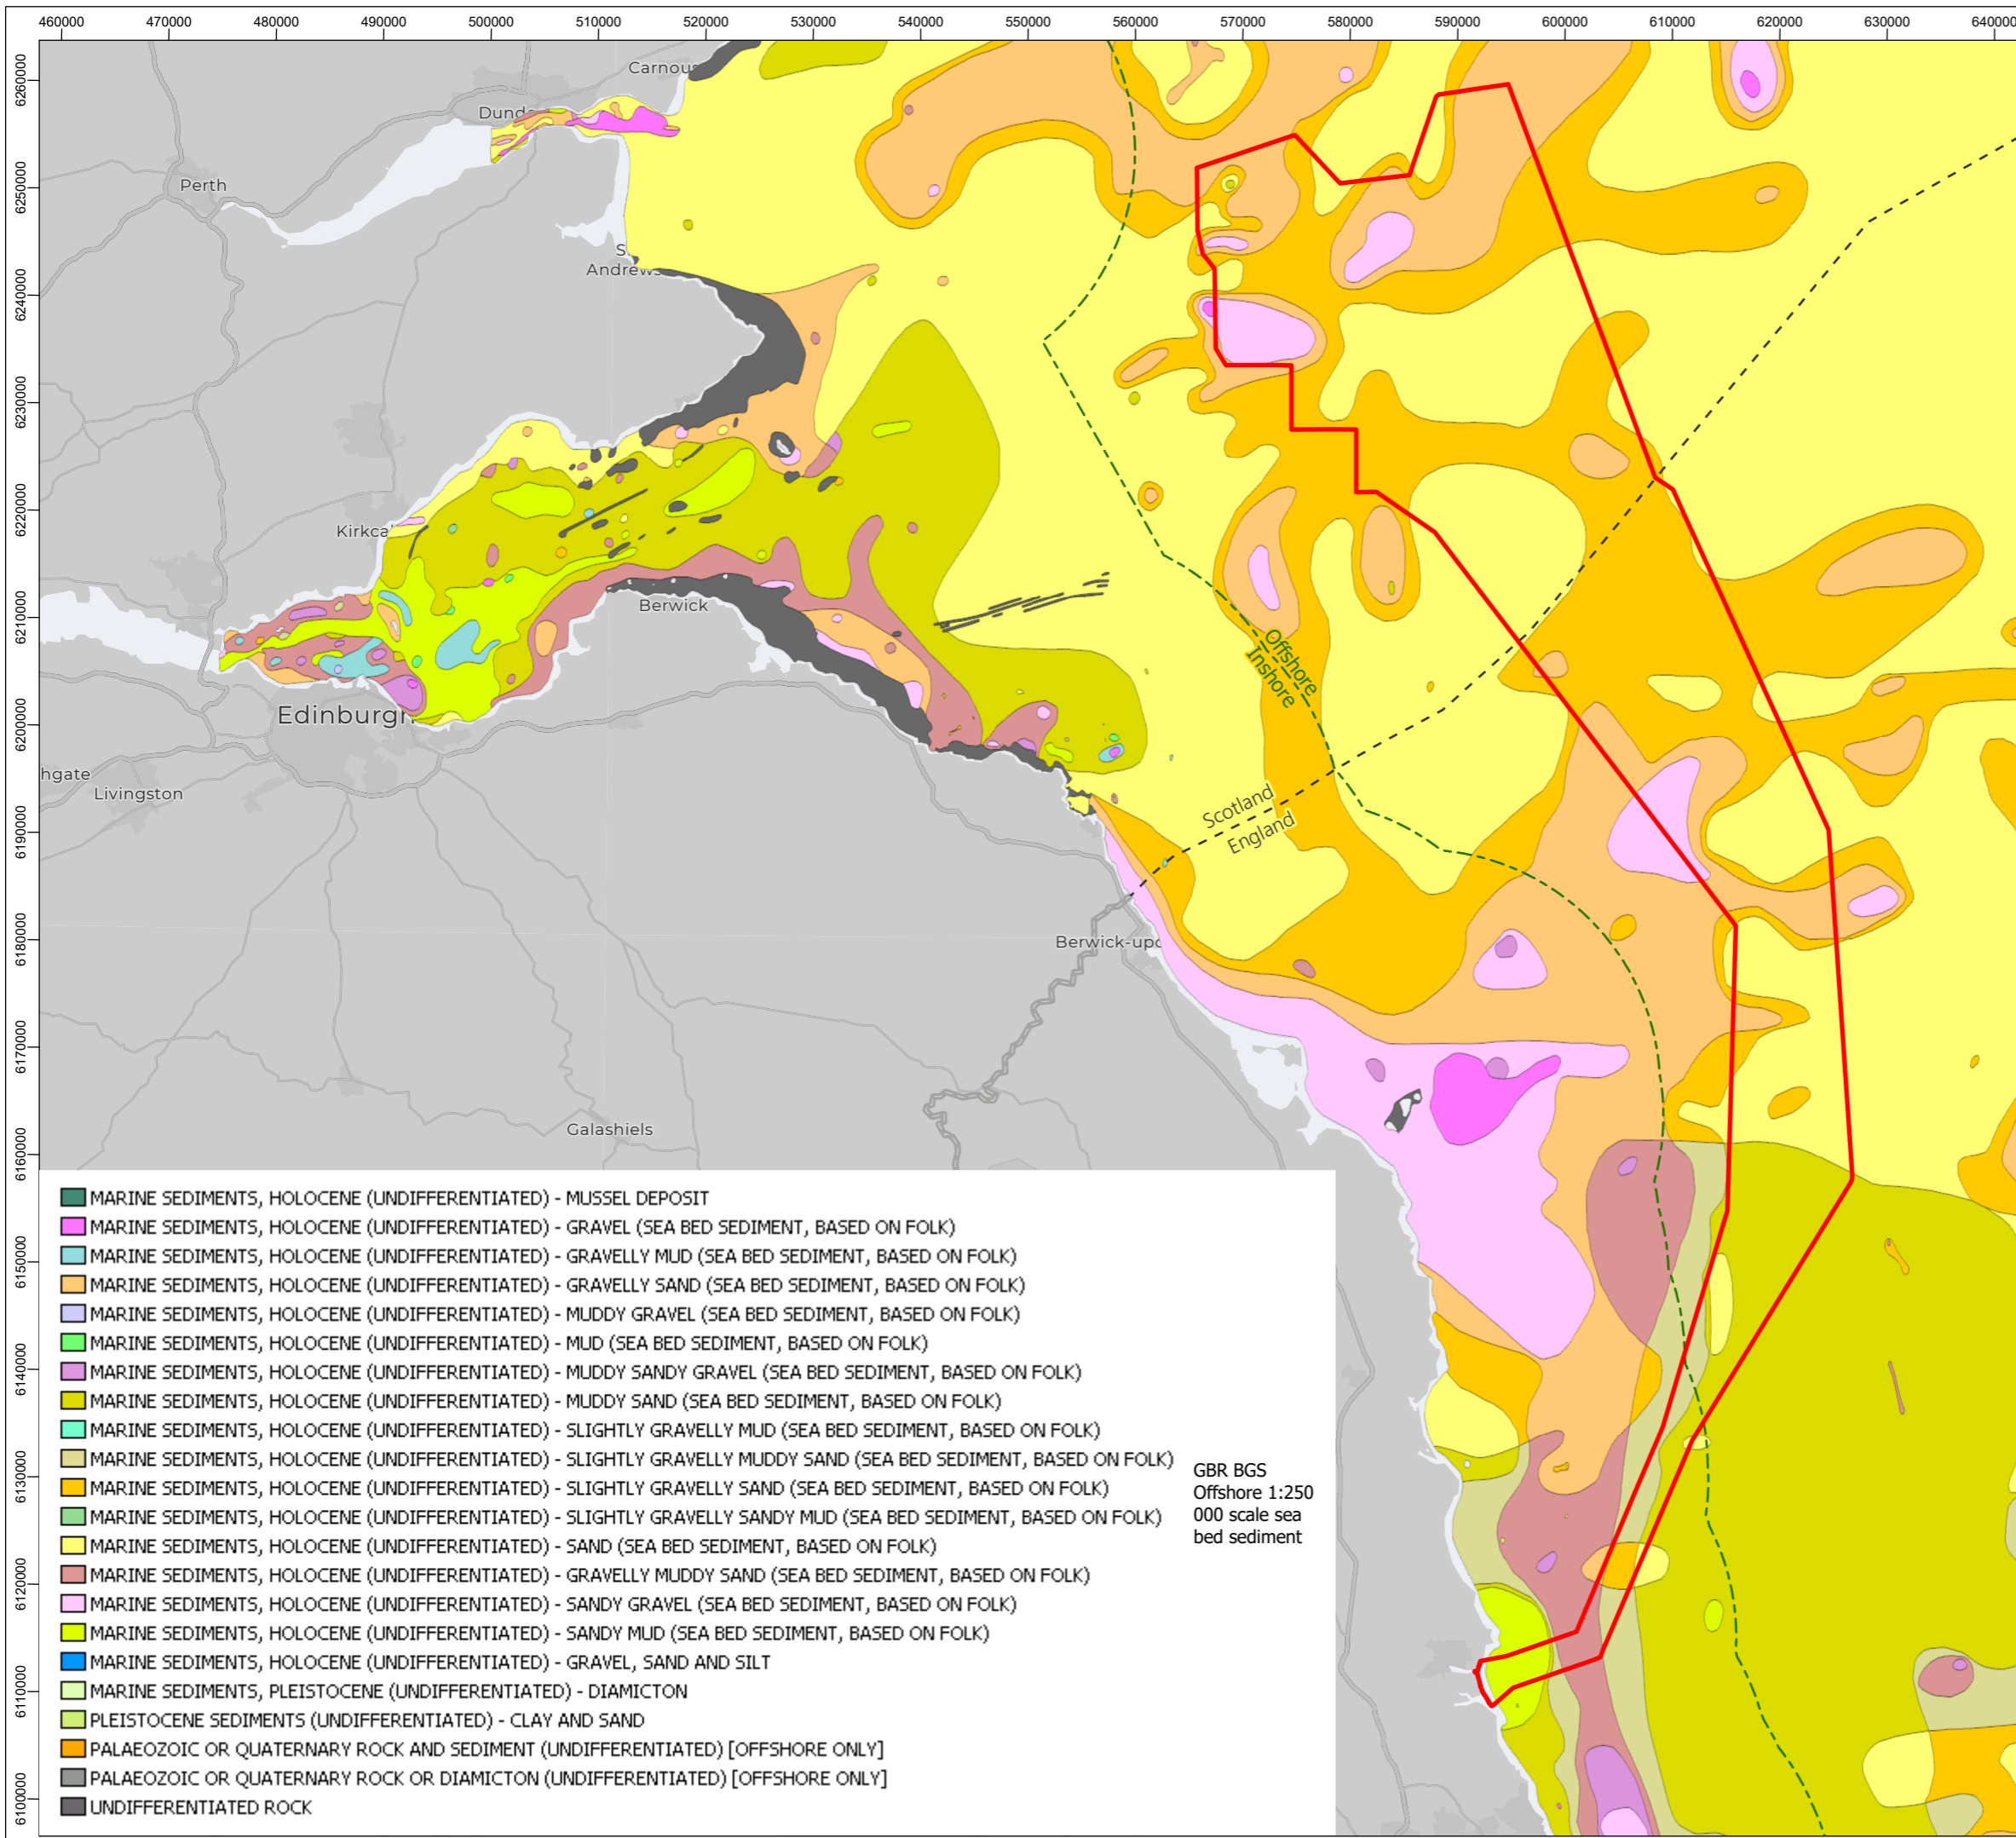 460000 470000 480000 490000 500000 510000 520000 530000 540000 550000 560000 570000 580000 590000 600000 610000 620000 630000 640000
6260000
6250000
6240000
6230000
6220000
6210000
6200000
6190000
6180000
6170000
6160000
6150000
6140000
6130000
6120000
6110000
6100000
Carnous
Dund
Perth
S
Andrews
Kirkca
Berwick
Edinburgh
hgate
Livingston
Offshore
Inshore
Scotland
England
Berwick-upo
Galashiels
MARINE SEDIMENTS, HOLOCENE (UNDIFFERENTIATED) - MUSSEL DEPOSIT
MARINE SEDIMENTS, HOLOCENE (UNDIFFERENTIATED) - GRAVEL (SEA BED SEDIMENT, BASED ON FOLK)
MARINE SEDIMENTS, HOLOCENE (UNDIFFERENTIATED) - GRAVELLY MUD (SEA BED SEDIMENT, BASED ON FOLK)
MARINE SEDIMENTS, HOLOCENE (UNDIFFERENTIATED) - GRAVELLY SAND (SEA BED SEDIMENT, BASED ON FOLK)
MARINE SEDIMENTS, HOLOCENE (UNDIFFERENTIATED) - MUDDY GRAVEL (SEA BED SEDIMENT, BASED ON FOLK)
MARINE SEDIMENTS, HOLOCENE (UNDIFFERENTIATED) - MUD (SEA BED SEDIMENT, BASED ON FOLK)
MARINE SEDIMENTS, HOLOCENE (UNDIFFERENTIATED) - MUDDY SANDY GRAVEL (SEA BED SEDIMENT, BASED ON FOLK)
MARINE SEDIMENTS, HOLOCENE (UNDIFFERENTIATED) - MUDDY SAND (SEA BED SEDIMENT, BASED ON FOLK)
MARINE SEDIMENTS, HOLOCENE (UNDIFFERENTIATED) - SLIGHTLY GRAVELLY MUD (SEA BED SEDIMENT, BASED ON FOLK)
MARINE SEDIMENTS, HOLOCENE (UNDIFFERENTIATED) - SLIGHTLY GRAVELLY MUDDY SAND (SEA BED SEDIMENT, BASED ON FOLK)
MARINE SEDIMENTS, HOLOCENE (UNDIFFERENTIATED) - SLIGHTLY GRAVELLY SAND (SEA BED SEDIMENT, BASED ON FOLK)
MARINE SEDIMENTS, HOLOCENE (UNDIFFERENTIATED) - SLIGHTLY GRAVELLY SANDY MUD (SEA BED SEDIMENT, BASED ON FOLK)
MARINE SEDIMENTS, HOLOCENE (UNDIFFERENTIATED) - SAND (SEA BED SEDIMENT, BASED ON FOLK)
MARINE SEDIMENTS, HOLOCENE (UNDIFFERENTIATED) - GRAVELLY MUDDY SAND (SEA BED SEDIMENT, BASED ON FOLK)
MARINE SEDIMENTS, HOLOCENE (UNDIFFERENTIATED) - SANDY GRAVEL (SEA BED SEDIMENT, BASED ON FOLK)
MARINE SEDIMENTS, HOLOCENE (UNDIFFERENTIATED) - SANDY MUD (SEA BED SEDIMENT, BASED ON FOLK)
MARINE SEDIMENTS, HOLOCENE (UNDIFFERENTIATED) - GRAVEL, SAND AND SILT
MARINE SEDIMENTS, PLEISTOCENE (UNDIFFERENTIATED) - DIAMICTON
PLEISTOCENE SEDIMENTS (UNDIFFERENTIATED) - CLAY AND SAND
PALAEOZOIC OR QUATERNARY ROCK AND SEDIMENT (UNDIFFERENTIATED) [OFFSHORE ONLY]
PALAEOZOIC OR QUATERNARY ROCK OR DIAMICTON (UNDIFFERENTIATED) [OFFSHORE ONLY]
UNDIFFERENTIATED ROCK
GBR BGS
Offshore 1:250
000 scale sea
bed sediment